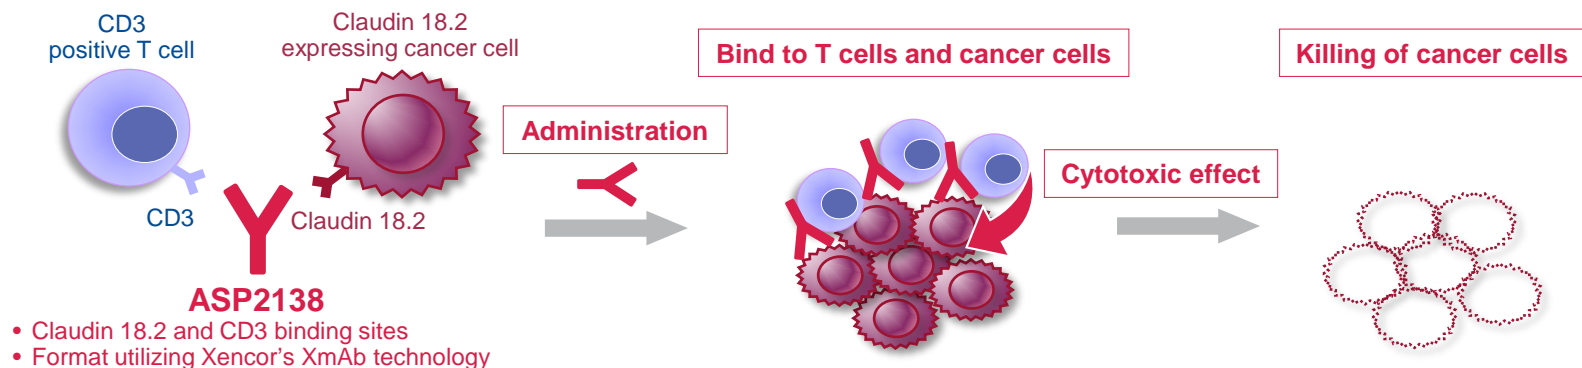 CD3
positive T cell
Claudin 18.2
expressing cancer cell
CD3
Claudin 18.2
ASP2138
• Claudin 18.2 and CD3 binding sites
• Format utilizing Xencor’s XmAb technology
Administration
Bind to T cells and cancer cells
Cytotoxic effect
Killing of cancer cells